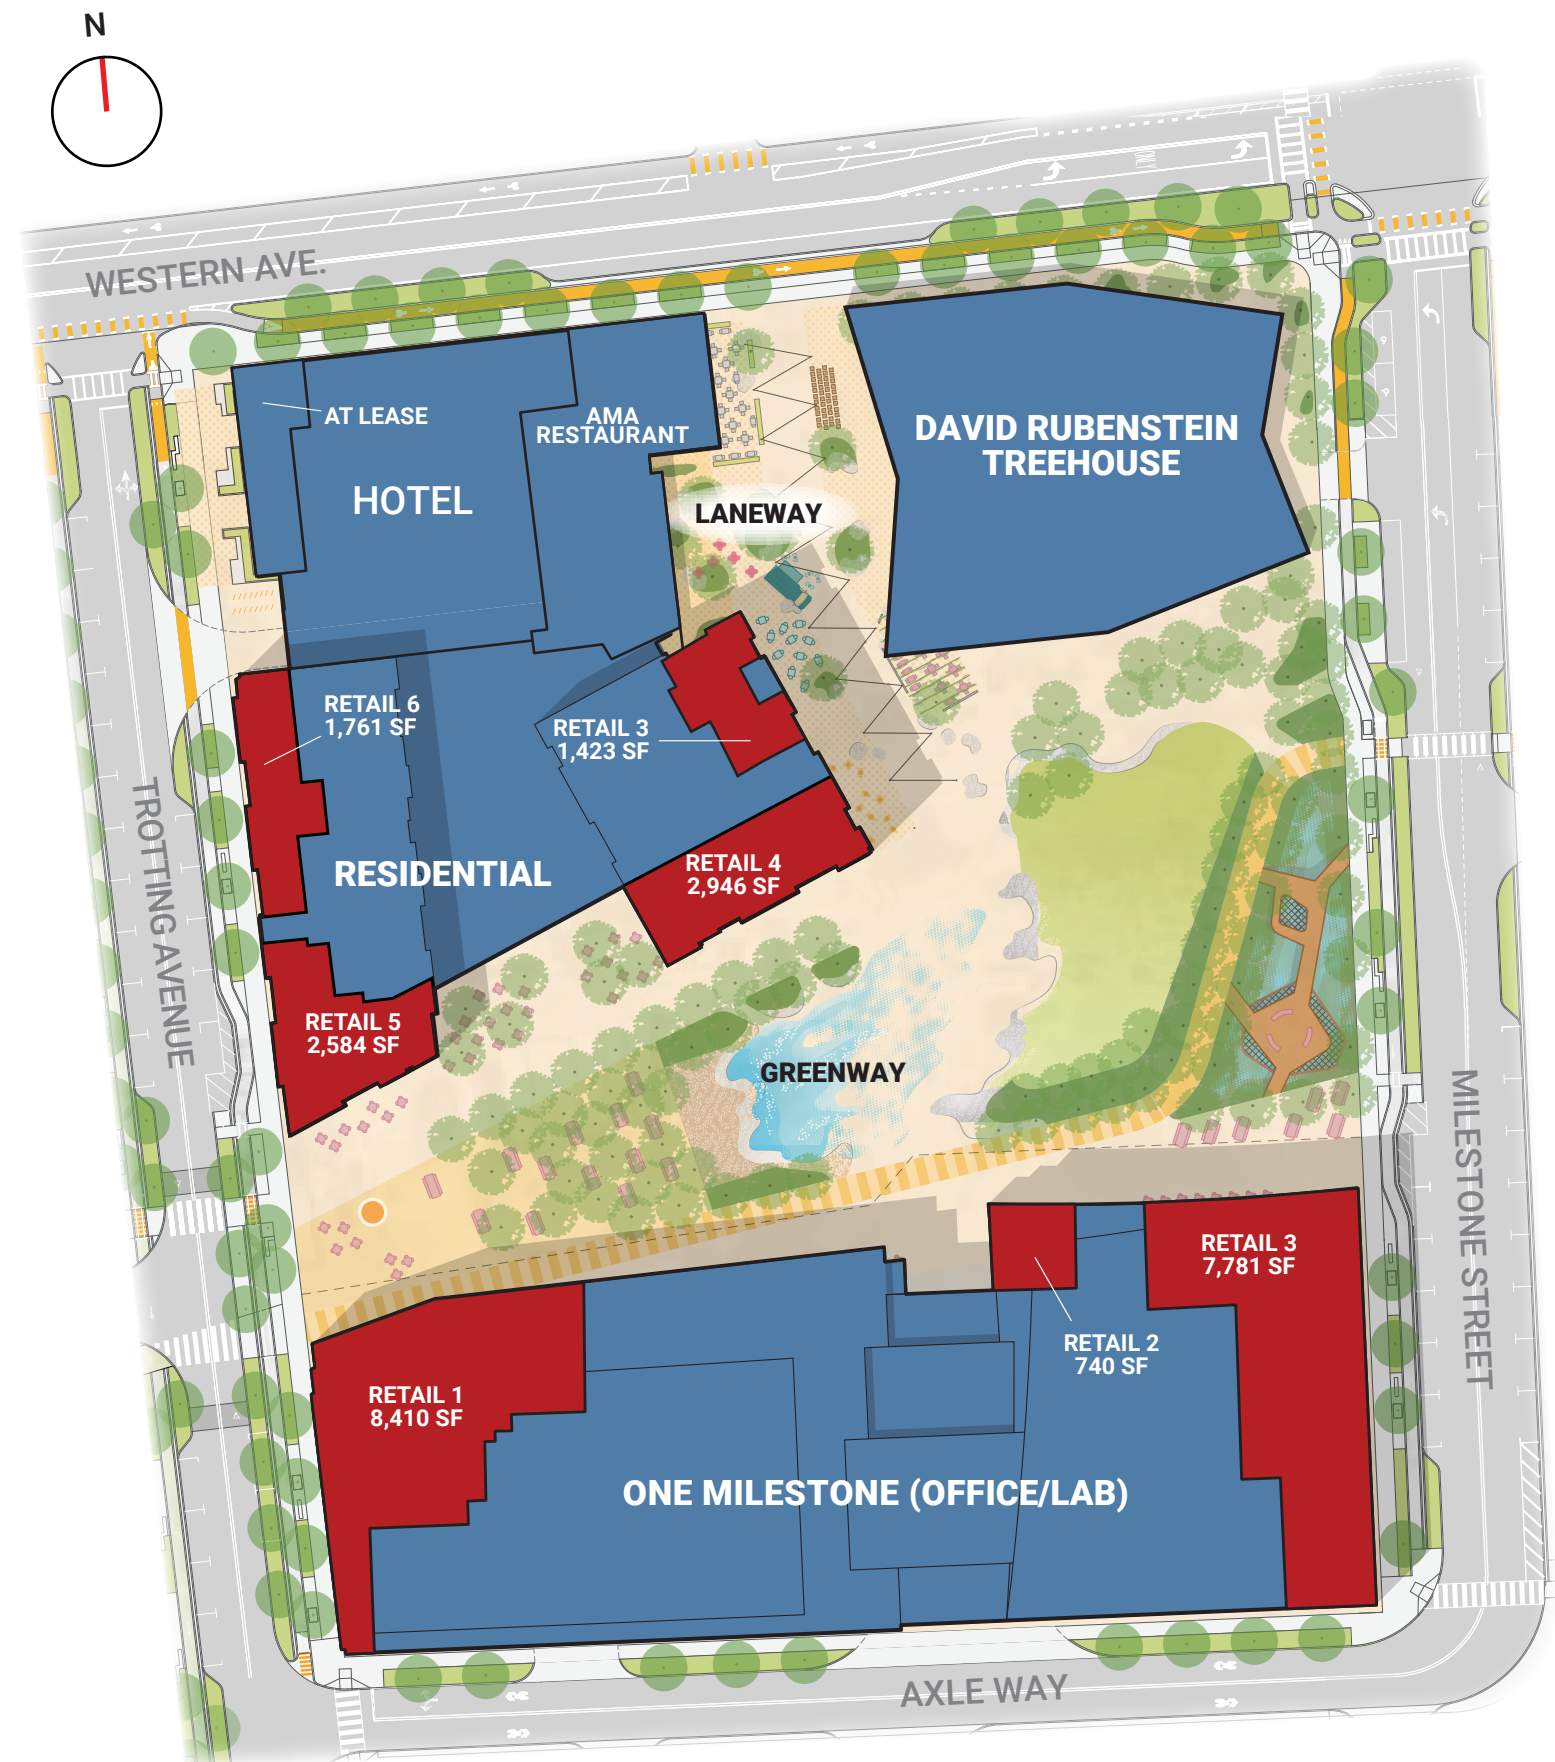 N
WESTERN AVE.
AT LEASE
AMA
RESTAURANT
HOTEL
DAVID RUBENSTEIN
TREEHOUSE
LANEWAY
RETAIL 6
1,761 SF
RETAIL 3
1,423 SF
RESIDENTIAL
RETAIL 4
2,946 SF
TROTTING AVENUE
RETAIL 5
2,584 SF
GREENWAY
MILESTONE STREET
RETAIL 3
7,781 SF
RETAIL 2
740 SF
RETAIL 1
8,410 SF
ONE MILESTONE (OFFICE/LAB)
AXLE WAY